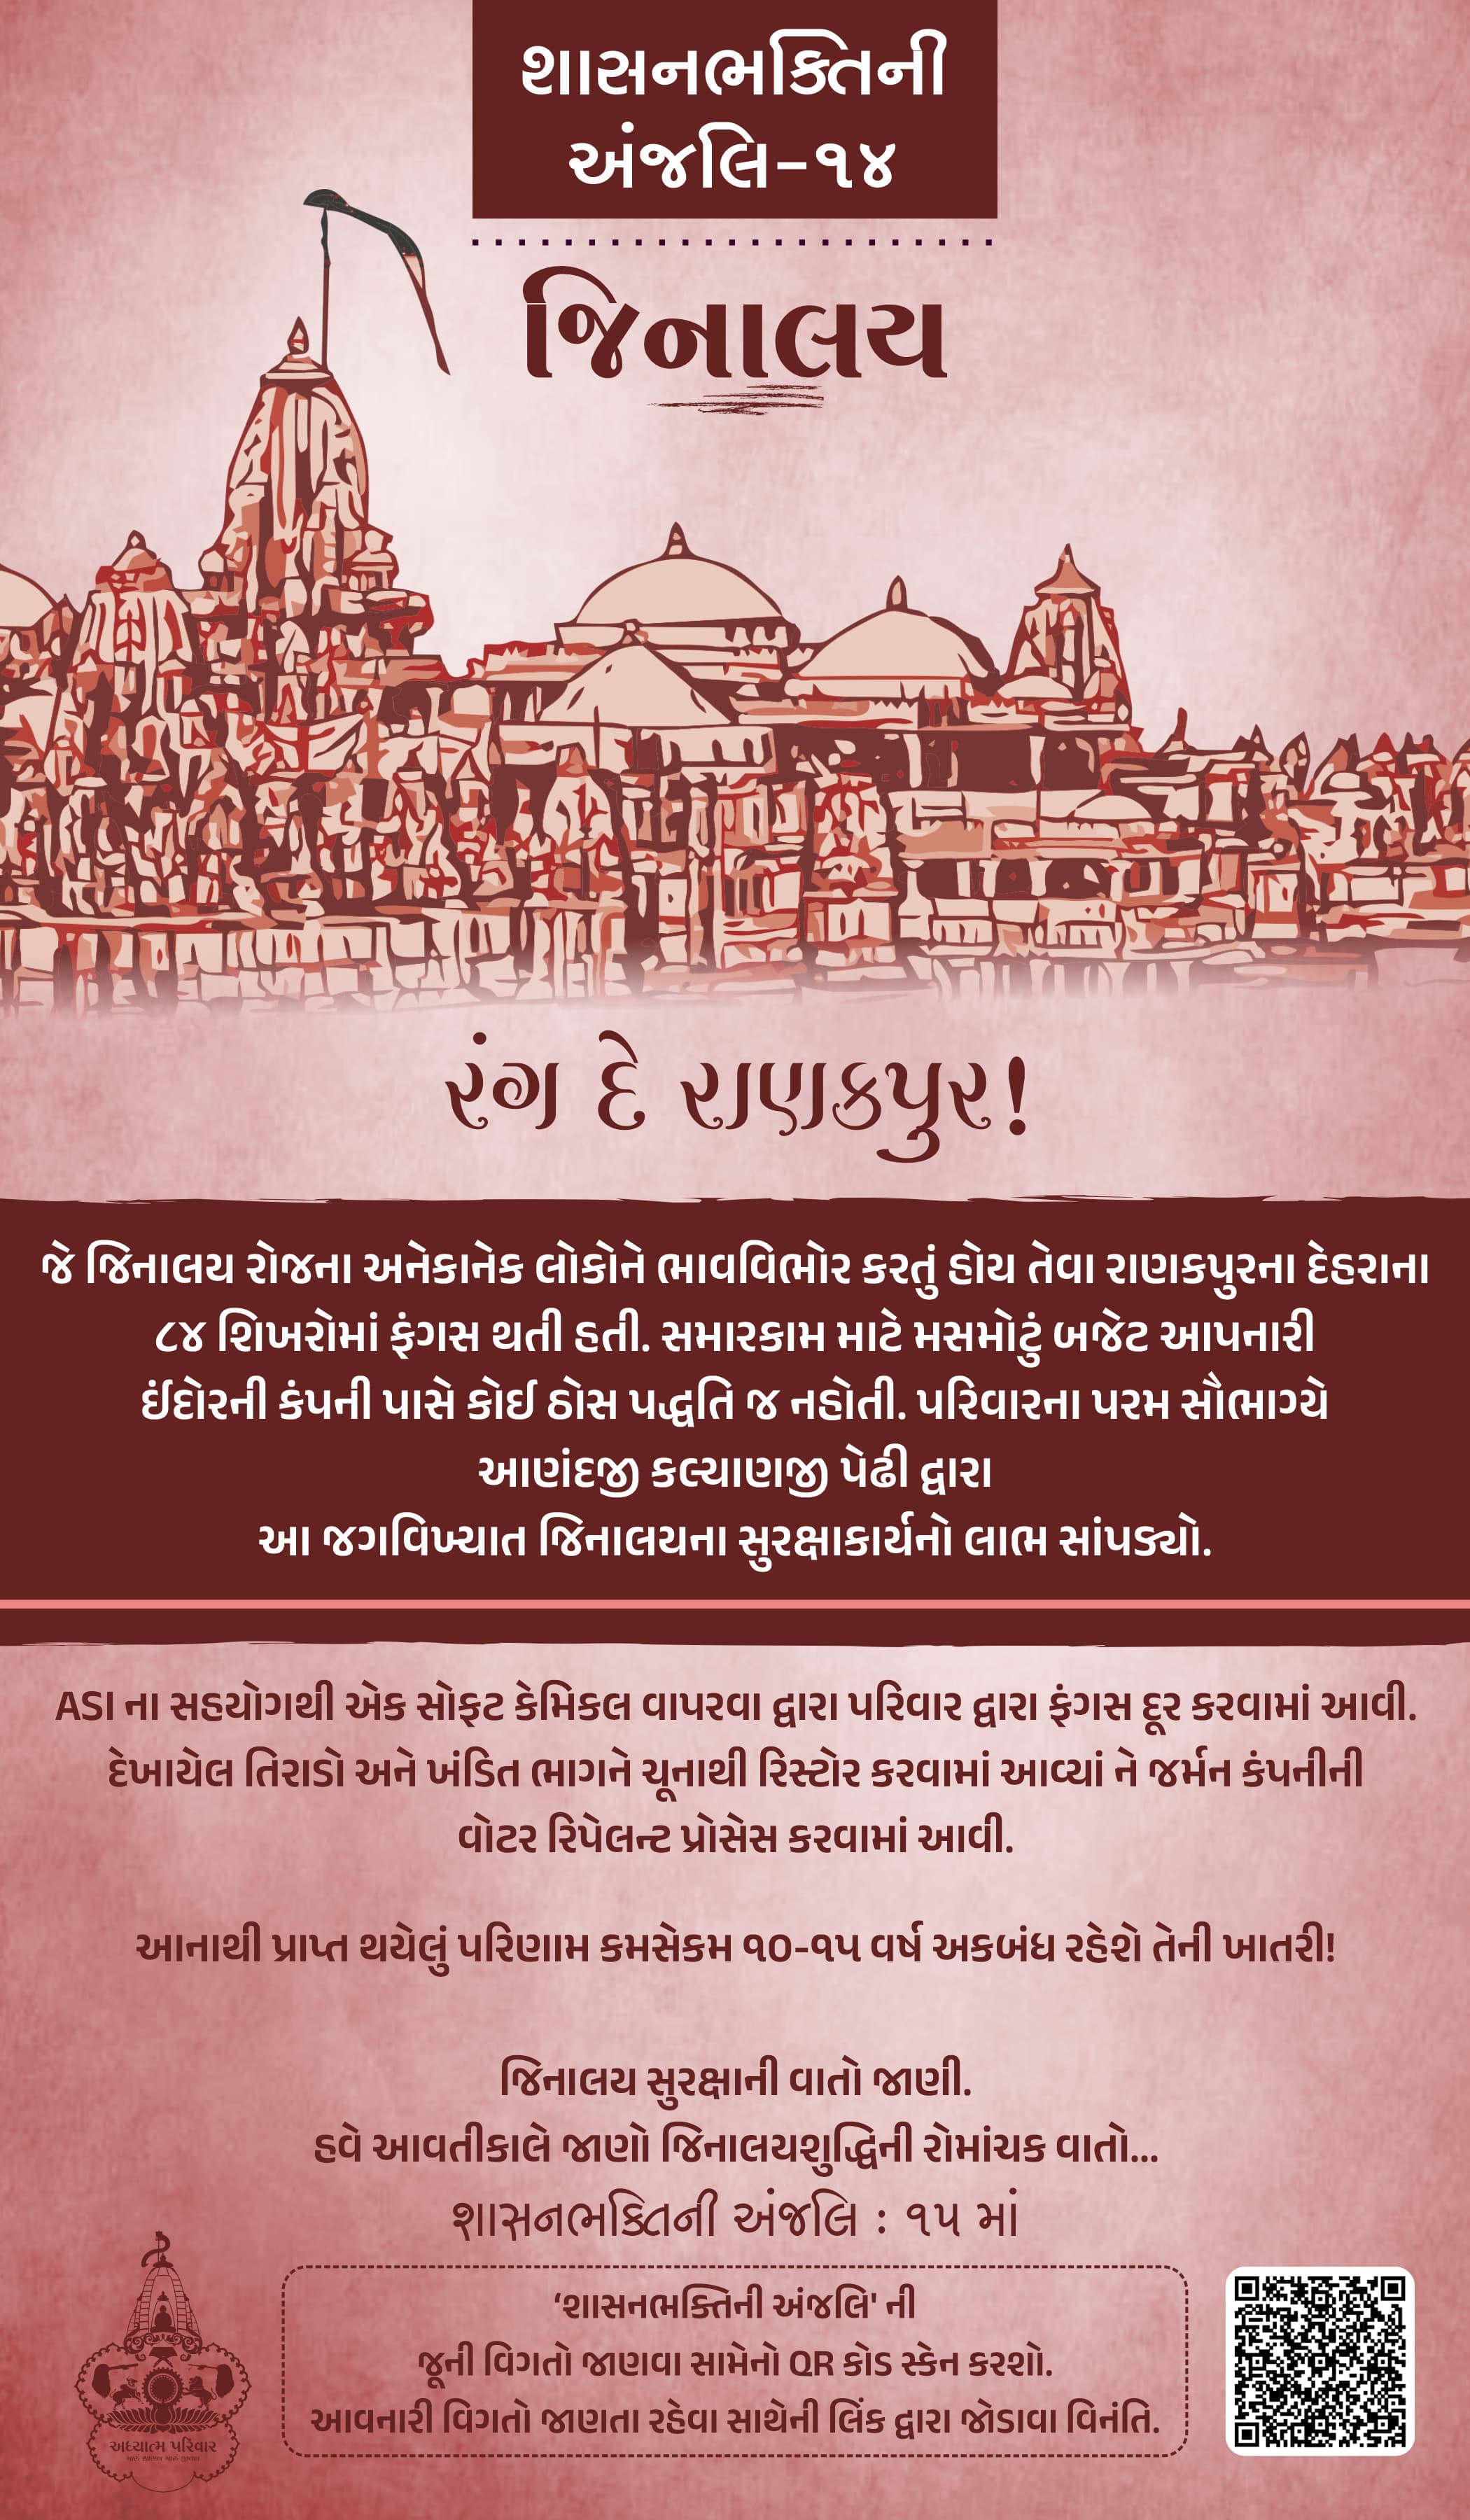 શાસનભક્તિની
અંજલિ-૧૪
જિનાલય
રંગ દે રાણકપુર!
જે જિનાલય રોજના અનેકાનેક લોકોને ભાવવિભોર કરતું હોય તેવા રાણકપુરના દેહરાના
૮૪ શિખરોમાં ફંગસ થતી હતી. સમારકામ માટે મસમોટું બજેટ આપનારી
ઈંદોરની કંપની પાસે કોઈ ઠોસ પદ્ધતિ જ નહોતી. પરિવારના પરમ સૌભાગ્યે
આણંદજી કલ્યાણજી પેઢી દ્વારા
આ જગવિખ્યાત જિનાલયના સુરક્ષાકાર્યનો લાભ સાંપડ્યો.
ASI ના સહયોગથી એક સોફ્ટ કેમિકલ વાપરવા દ્વારા પરિવાર દ્વારા ફંગસ દૂર કરવામાં આવી.
દેખાયેલ તિરાડો અને ખંડિત ભાગને ચૂનાથી રિસ્ટોર કરવામાં આવ્યાં ને જર્મન કંપનીની
વોટર રિપેલન્ટ પ્રોસેસ કરવામાં આવી.
આનાથી પ્રાપ્ત થયેલું પરિણામ કમસેકમ ૧૦-૧૫ વર્ષ અકબંધ રહેશે તેની ખાતરી!
જિનાલય સુરક્ષાની વાતો જાણી.
હવે આવતીકાલે જાણો જિનાલયશુદ્ધિની રોમાંચક વાતો...
શાસનભક્તિની અંજલિ : ૧૫ માં
‘શાસનભક્તિની અંજલિ' ની
જૂની વિગતો જાણવા સામેનો QR કોડ સ્કેન કરશો.
આવનારી વિગતો જાણતા રહેવા સાથેની લિંક દ્વારા જોડાવા વિનંતિ.
અધ્યાત્મ પરિવાર